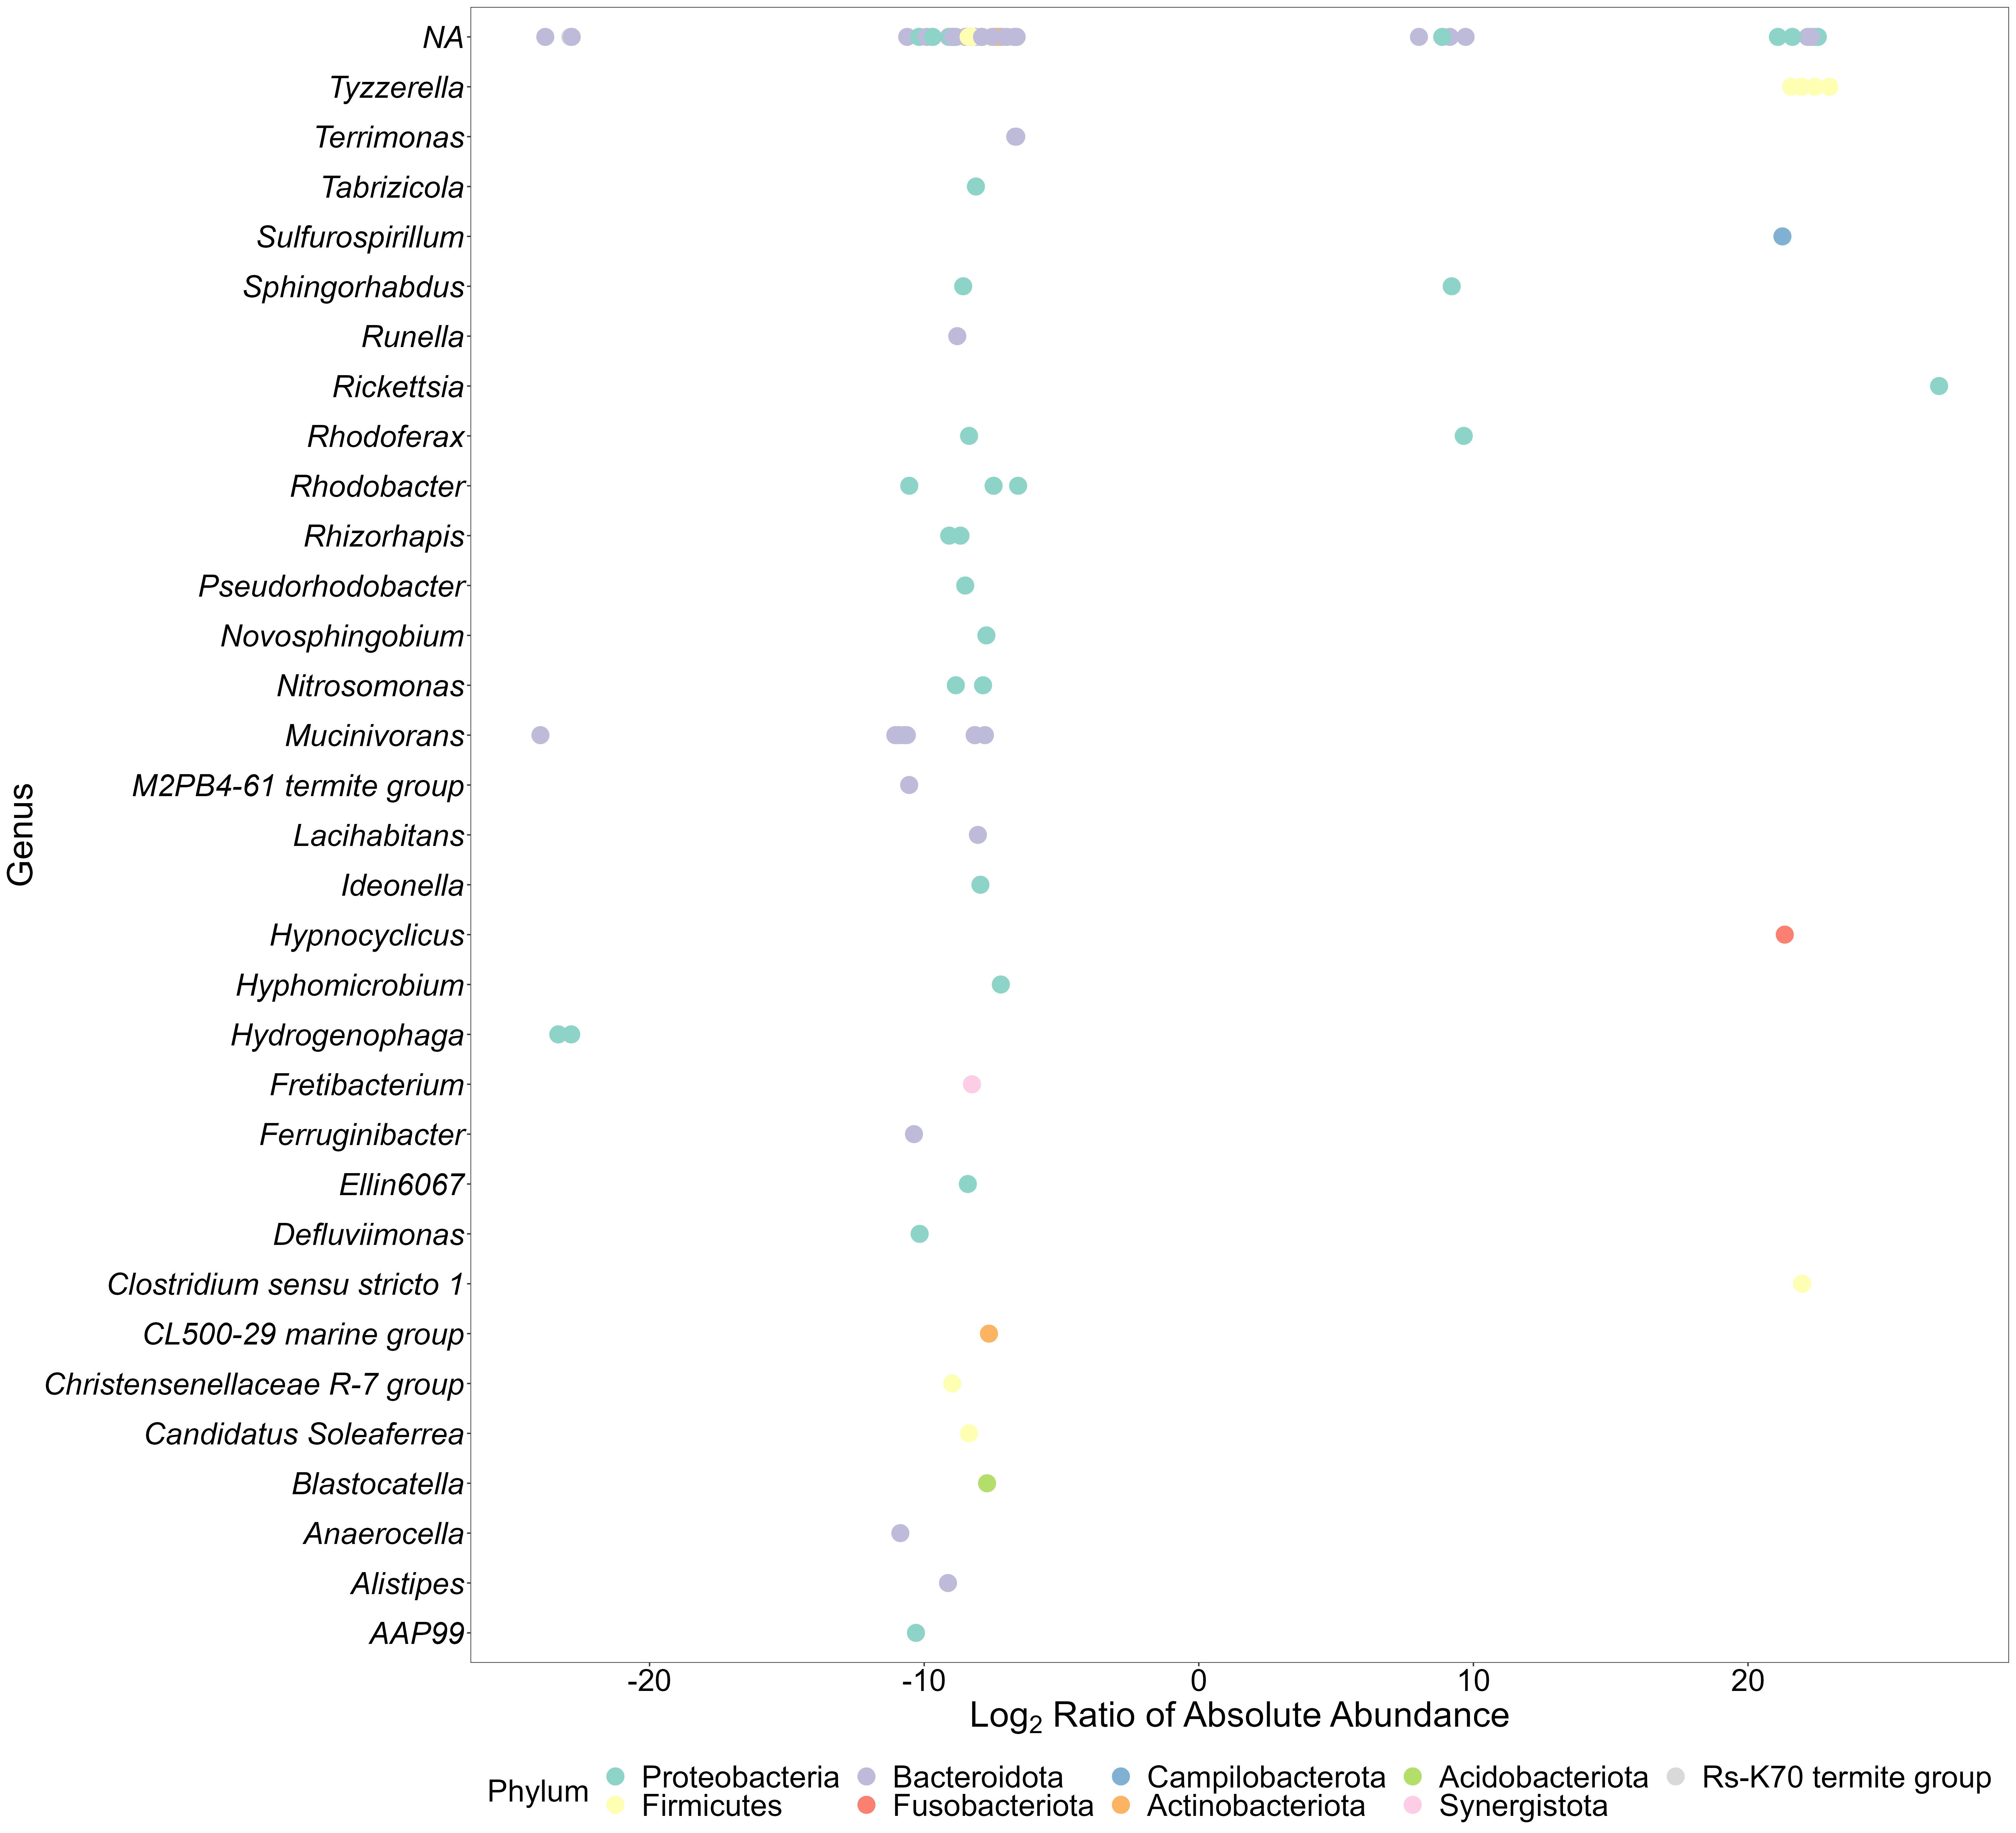 NA
Tyzzerella
Terrimonas
Tabrizicola
Sulfurospirillum
Sphingorhabdus
Runella
Rickettsia
Rhodoferax
Rhodobacter
Rhizorhapis
Pseudorhodobacter
Novosphingobium
Nitrosomonas
Mucinivorans
M2PB4-61 termite group
Lacihabitans
Ideonella
Hypnocyclicus
Hyphomicrobium
Hydrogenophaga
Fretibacterium
Ferruginibacter
Ellin6067
Defluviimonas
Clostridium sensu stricto 1
CL500-29 marine group
Christensenellaceae R-7 group
Candidatus Soleaferrea
Blastocatella
Anaerocella
Alistipes
AAP99
Genus
-20 -10 0 10 20
Log₂ Ratio of Absolute Abundance
Phylum
Proteobacteria Bacteroidota Campilobacterota Acidobacteriota Rs-K70 termite group
Firmicutes Fusobacteriota Actinobacteriota Synergistota